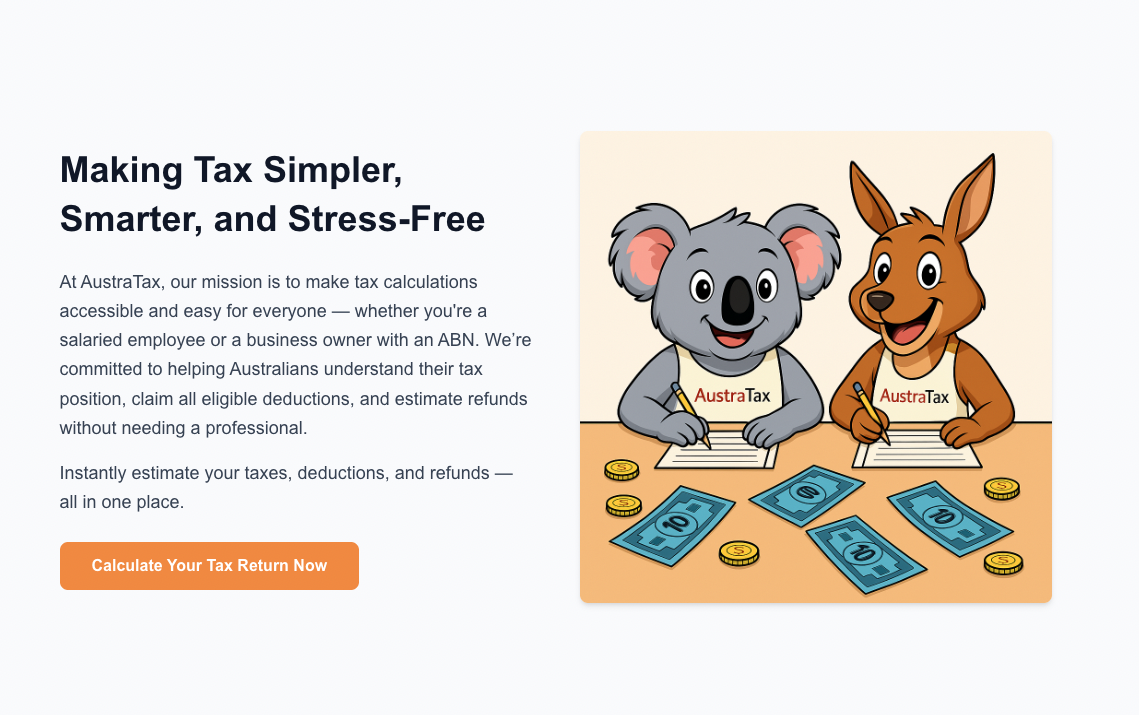 Making Tax Simpler,
Smarter, and Stress-Free
At AustraTax, our mission is to make tax calculations
accessible and easy for everyone — whether you're a
salaried employee or a business owner with an ABN. We’re
committed to helping Australians understand their tax
position, claim all eligible deductions, and estimate refunds
without needing a professional.
Instantly estimate your taxes, deductions, and refunds —
all in one place.
Calculate Your Tax Return Now
AustraTax
AustraTax
$
$
10
10
10
10
$
$
$